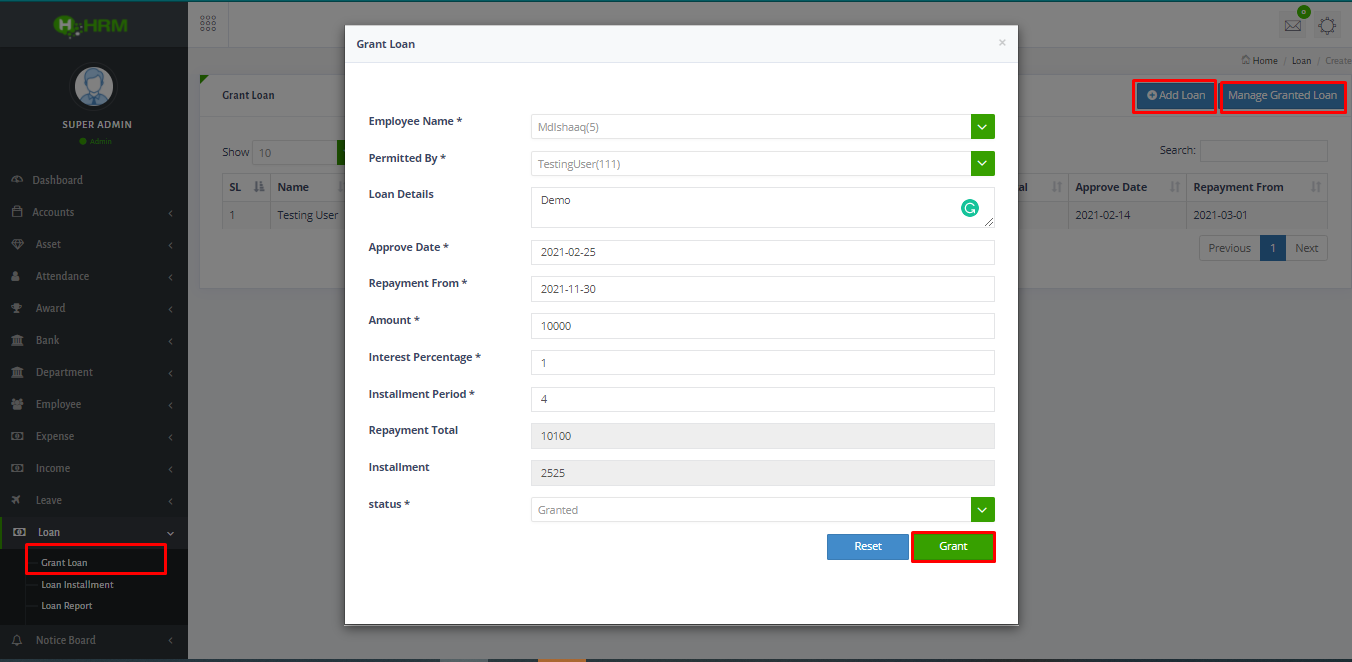 H HRM
0
SUPER ADMIN
Admin
Dashboard
Accounts
Asset
Attendance
Award
Bank
Department
Employee
Expense
Income
Leave
Loan
Grant Loan
Loan Installment
Loan Report
Notice Board
Home / Loan / Create
Grant Loan
Add Loan
Manage Granted Loan
Show 10
Search:
SL Name al Approve Date Repayment From
1 Testing User 2021-02-14 2021-03-01
Previous 1 Next
Grant Loan ×
Employee Name * MdIshaaq(5)
Permitted By * TestingUser(111)
Loan Details Demo
Approve Date * 2021-02-25
Repayment From * 2021-11-30
Amount * 10000
Interest Percentage * 1
Installment Period * 4
Repayment Total 10100
Installment 2525
status * Granted
Reset Grant